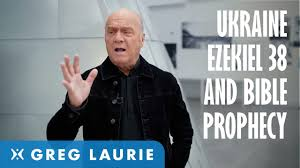 UKRAINE
EZEKIEL 38
AND BIBLE
PROPHECY
GREG LAURIE